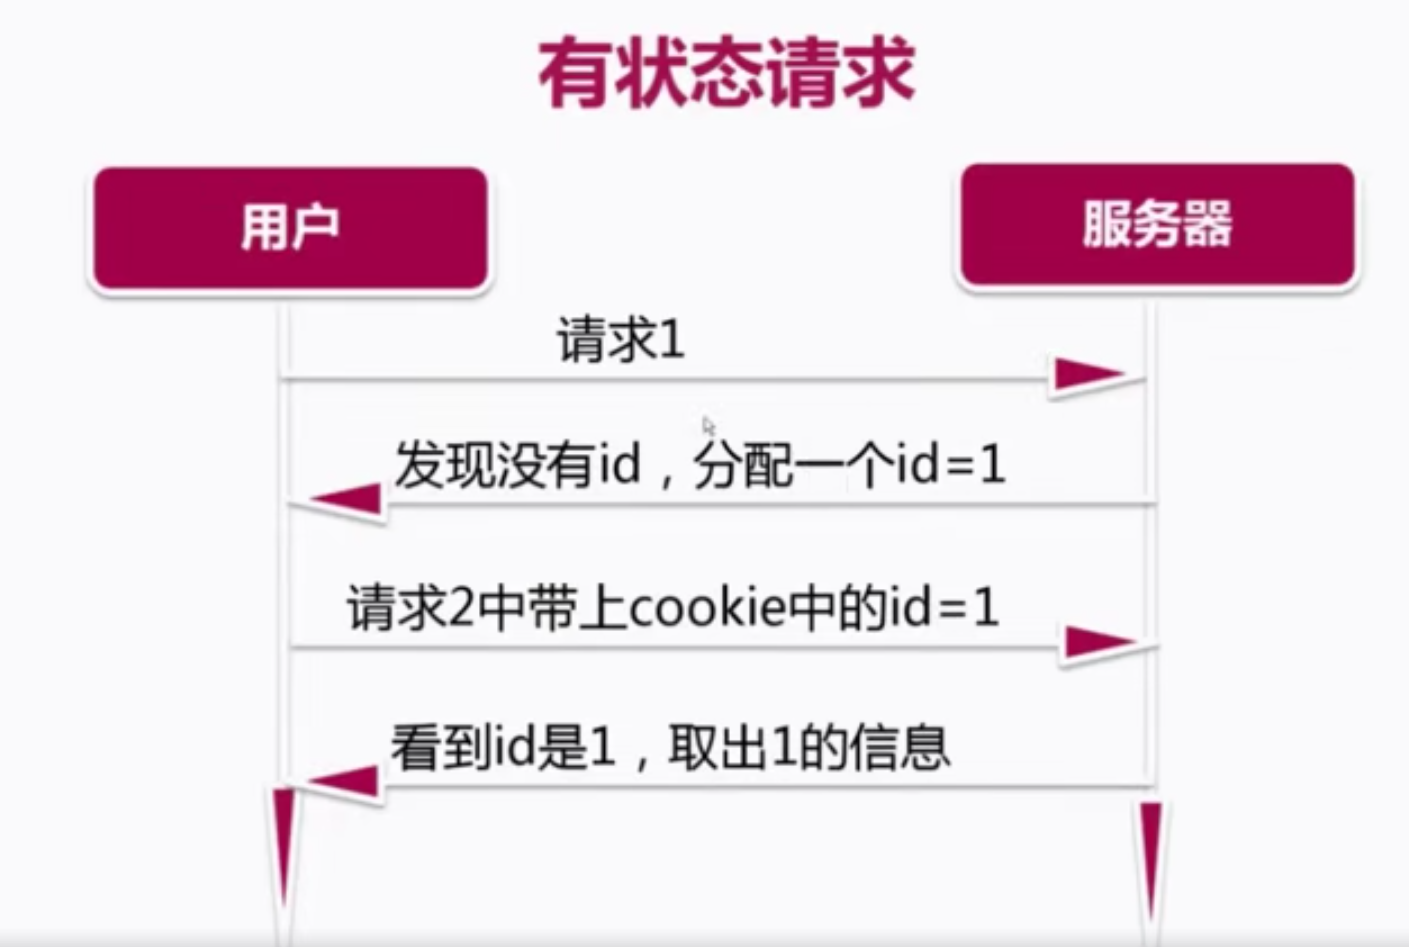 有状态请求
用户
服务器
请求1
发现没有id，分配一个id=1
请求2中带上cookie中的id=1
看到id是1，取出1的信息